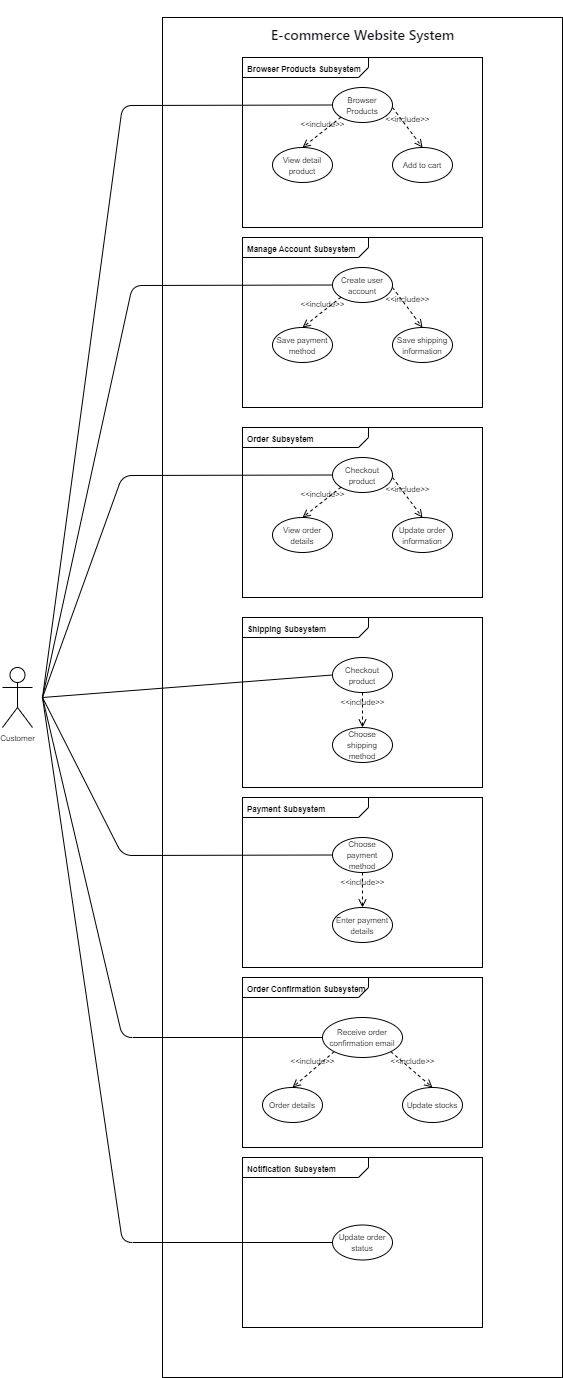 E-commerce Website System
Browser Products Subsystem
Browser
Products
<<include>>
<<include>>
View detail
product
Add to cart
Manage Account Subsystem
Create user
account
<<include>>
<<include>>
Save payment
method
Save shipping
information
Order Subsystem
Checkout
product
<<include>>
<<include>>
View order
details
Update order
information
Shipping Subsystem
Checkout
product
<<include>>
Customer
Choose
shipping
method
Payment Subsystem
Choose
payment
method
<<include>>
Enter payment
details
Order Confirmation Subsystem
Receive order
confirmation email
<<include>>
<<include>>
Order details
Update stocks
Notification Subsystem
Update order
status